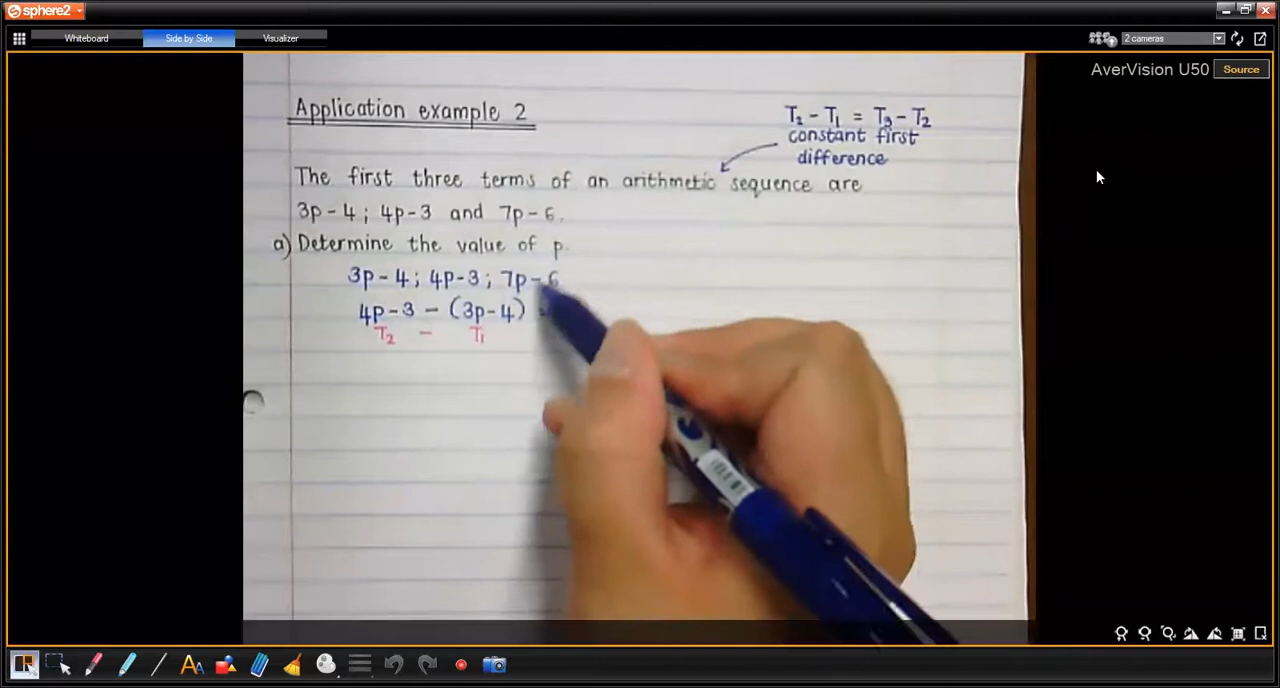 sphere2
Whiteboard
Side by Side
Visualizer
2 cameras
AverVision U50
Source
Application example 2
T₂ - T₁ = T₃ - T₂
constant first
difference
The first three terms of an arithmetic sequence are
3p - 4 ; 4p - 3 and 7p - 6.
a) Determine the value of p.
3p - 4 ; 4p - 3 ; 7p - 6
4p - 3 - (3p - 4)
T₂ - T₁